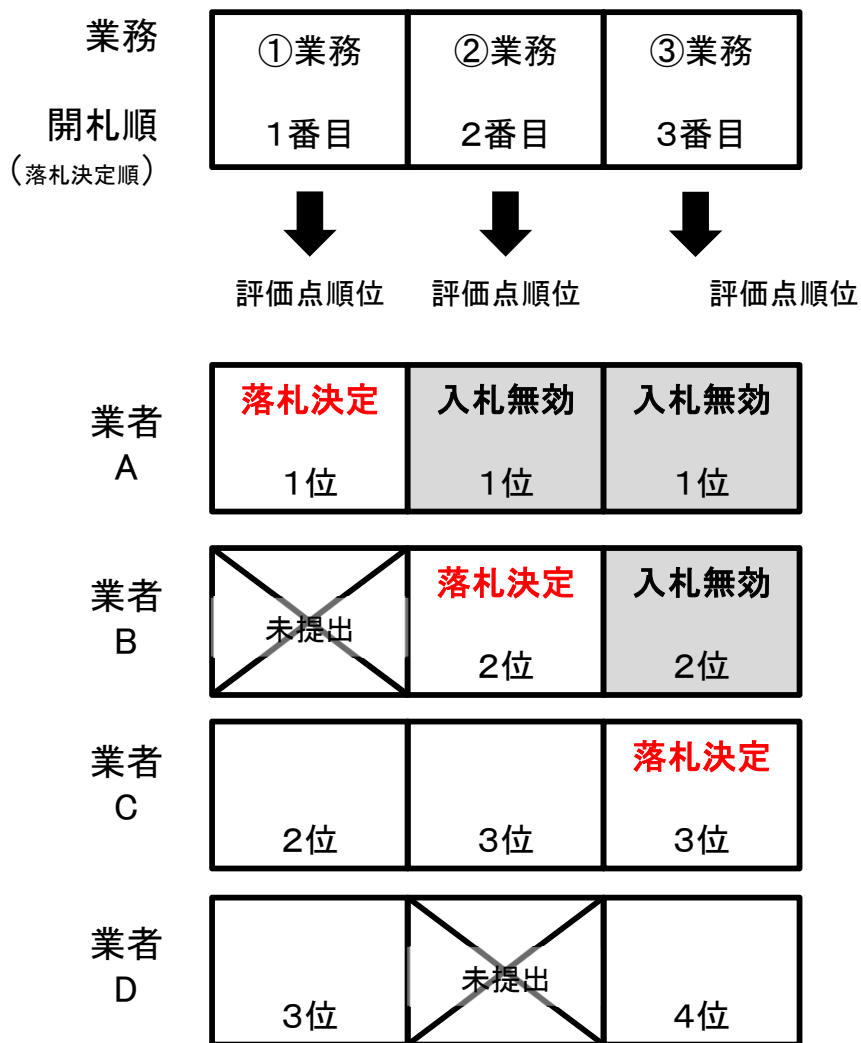 業務
①業務 ②業務 ③業務
開札順
1番目 2番目 3番目
（落札決定順）
評価点順位 評価点順位 評価点順位
業者
A
落札決定 入札無効 入札無効
1位 1位 1位
業者
B
未提出
落札決定 入札無効
2位 2位
業者
C
落札決定
2位 3位 3位
業者
D
未提出
3位 4位